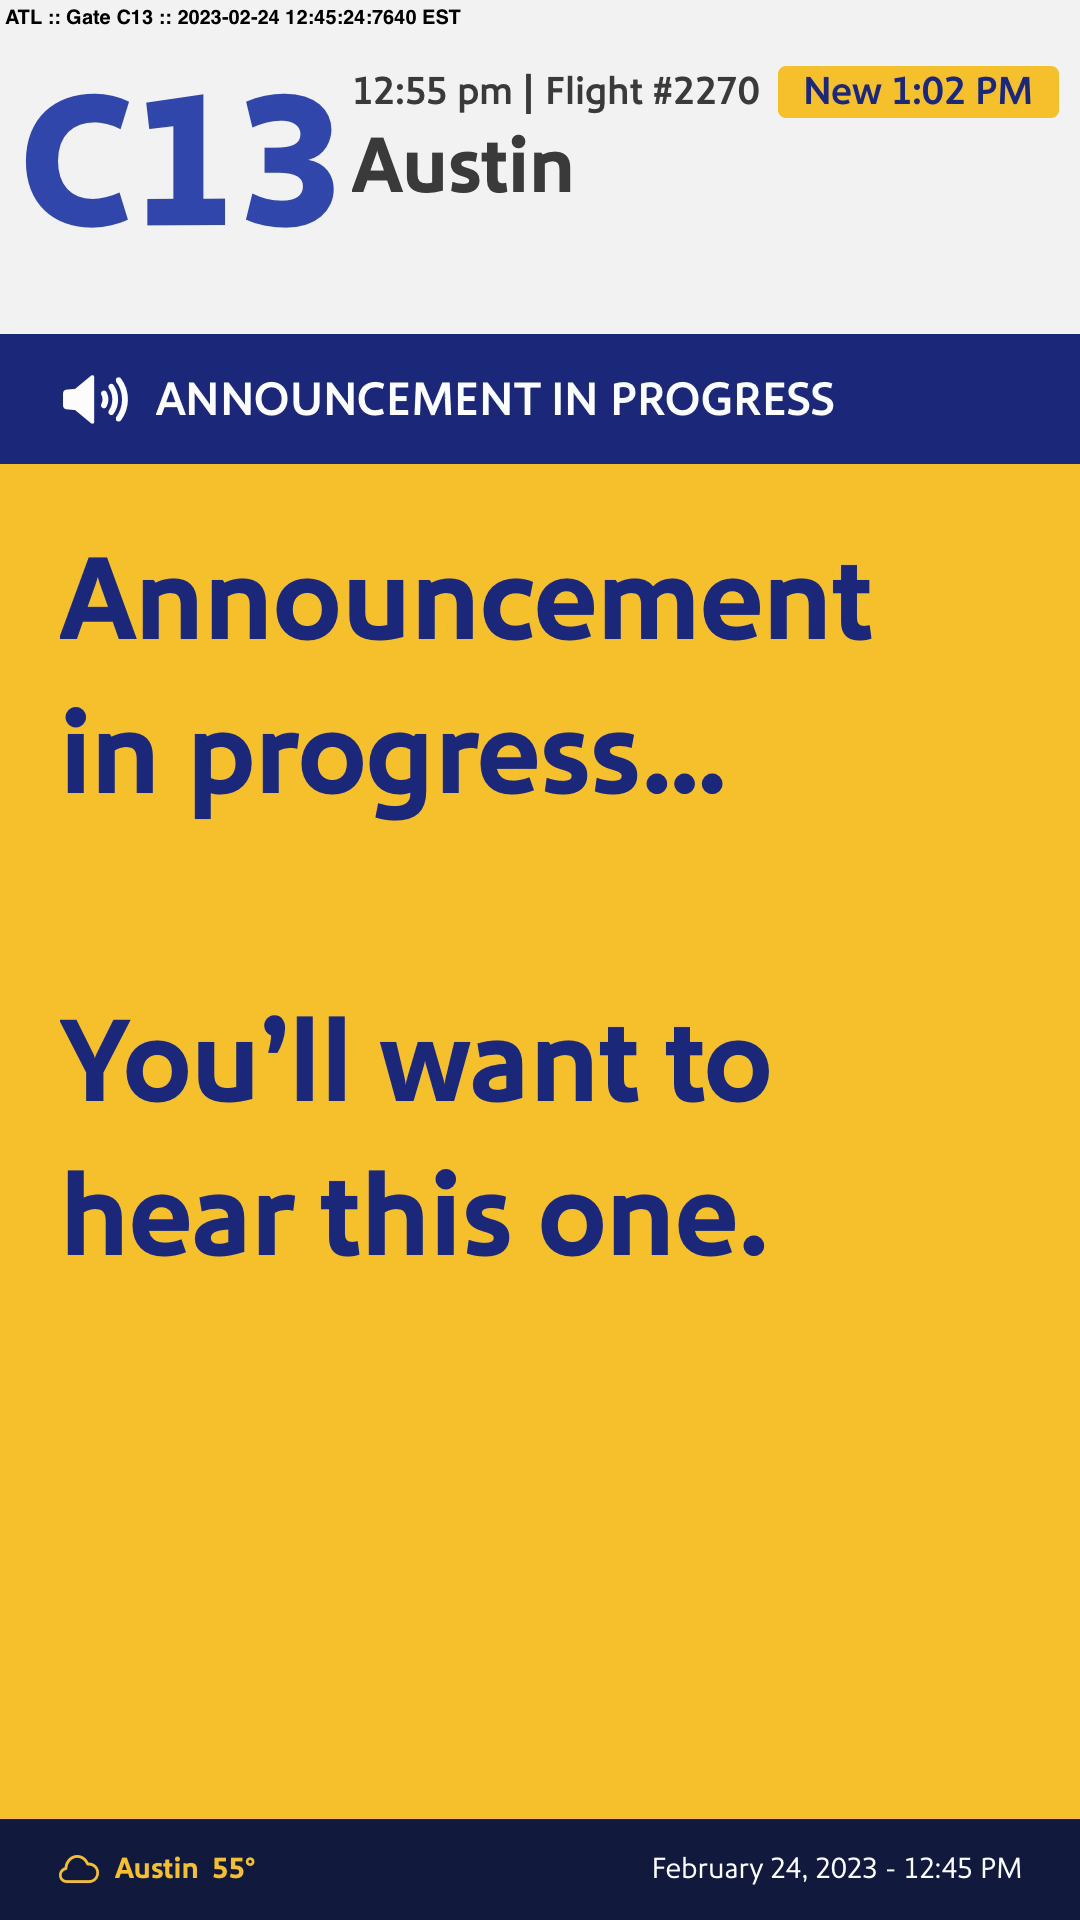 ATL :: Gate C13 :: 2023-02-24 12:45:24:7640 EST
C13
12:55 pm | Flight #2270
New 1:02 PM
Austin
ANNOUNCEMENT IN PROGRESS
Announcement
in progress...
You’ll want to
hear this one.
Austin 55°
February 24, 2023 - 12:45 PM